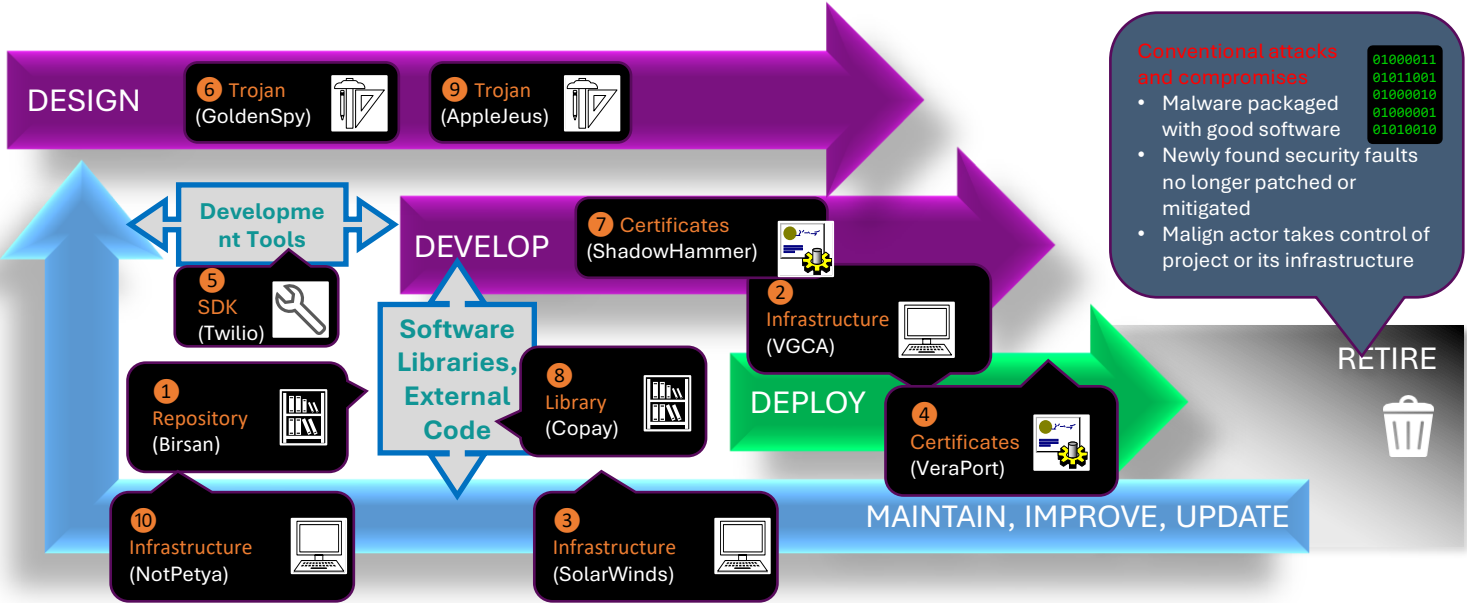 DESIGN
6 Trojan
(GoldenSpy)
9 Trojan
(AppleJeus)
Conventional attacks
and compromises
• Malware packaged
with good software
• Newly found security faults
no longer patched or
mitigated
• Malign actor takes control of
project or its infrastructure
01000011
01011001
01000010
01000001
01010010
Developme
nt Tools
DEVELOP
7 Certificates
(ShadowHammer)
5
SDK
(Twilio)
2
Infrastructure
(VGCA)
Software
Libraries,
External
Code
1
Repository
(Birsan)
8
Library
(Copay)
DEPLOY
4
Certificates
(VeraPort)
RETIRE
10
Infrastructure
(NotPetya)
3
Infrastructure
(SolarWinds)
MAINTAIN, IMPROVE, UPDATE